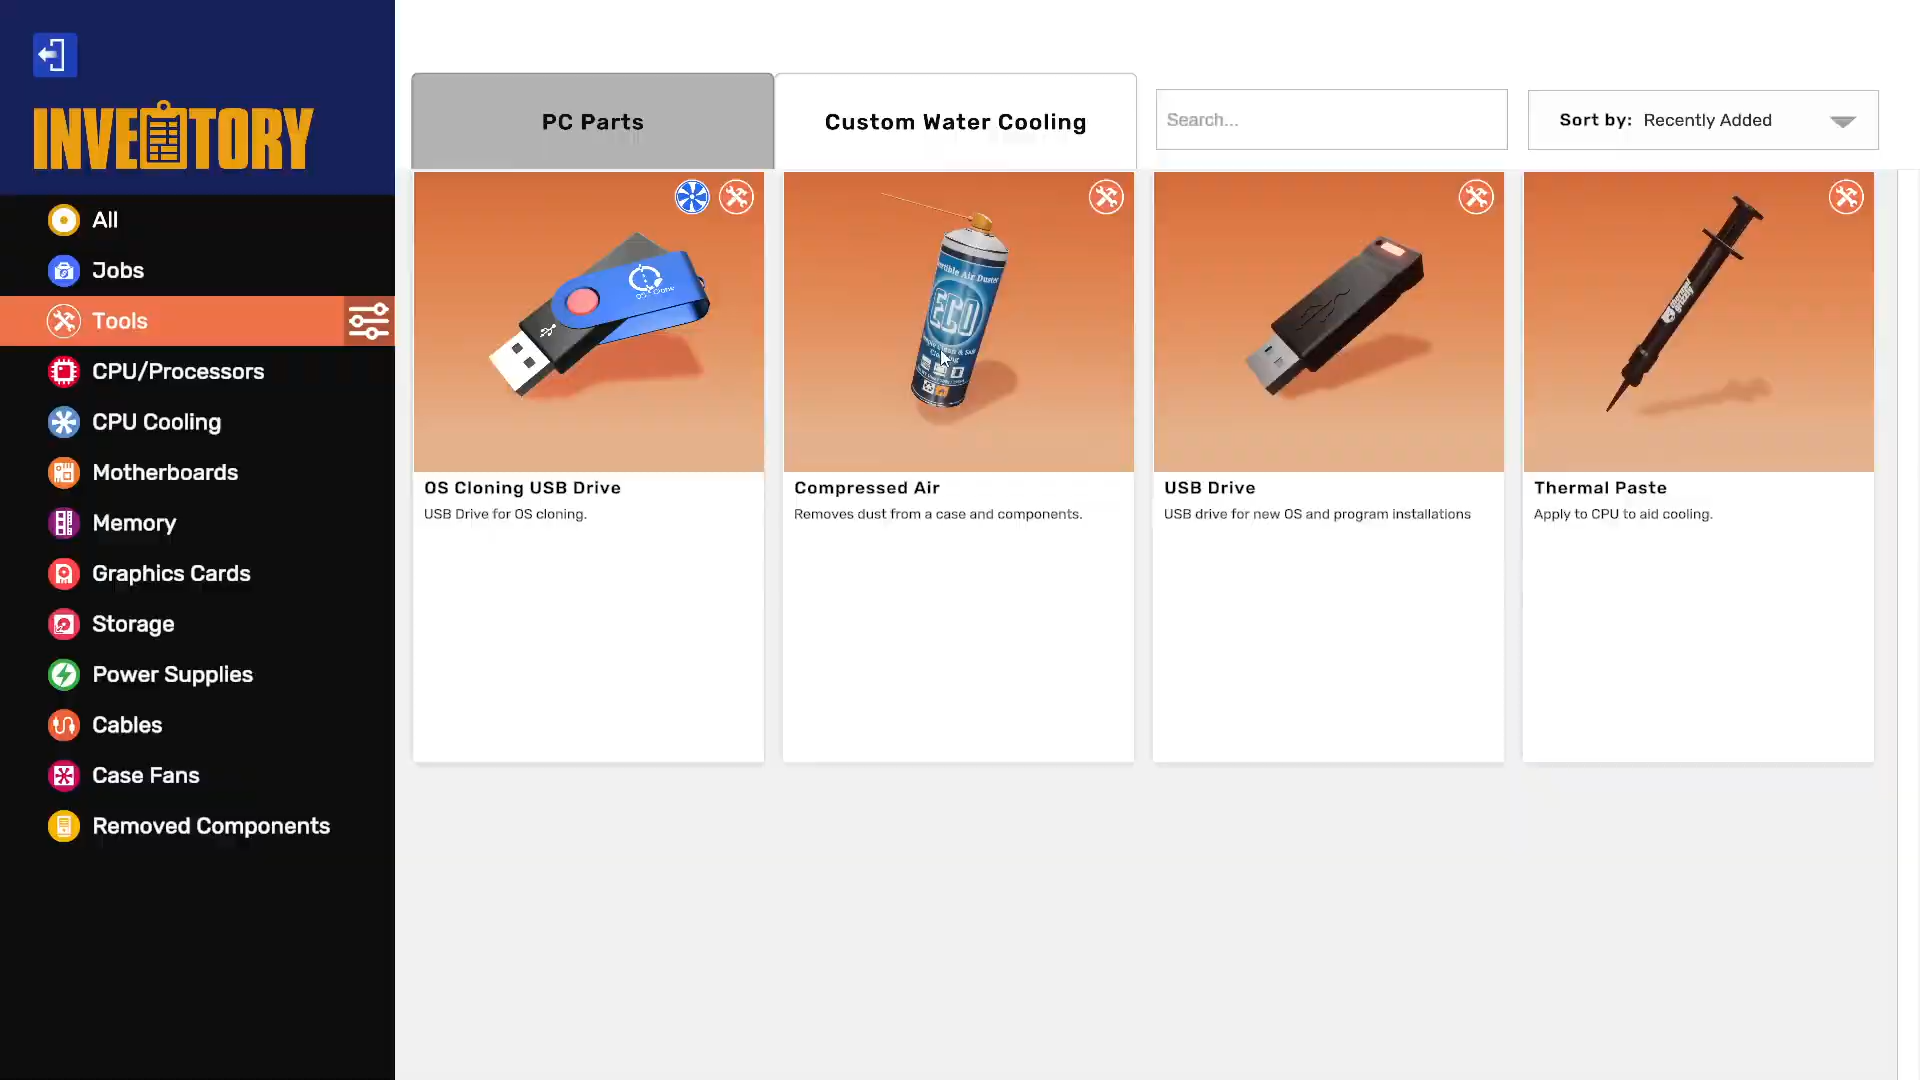 INVENTORY
PC Parts
Custom Water Cooling
Search...
Sort by: Recently Added
All
Jobs
Tools
CPU/Processors
CPU Cooling
Motherboards
Memory
Graphics Cards
Storage
Power Supplies
Cables
Case Fans
Removed Components
OS Cloning USB Drive
USB Drive for OS cloning.
ECO
Compressed Air
Removes dust from a case and components.
USB Drive
USB drive for new OS and program installations
thermal
grizzly
Thermal Paste
Apply to CPU to aid cooling.